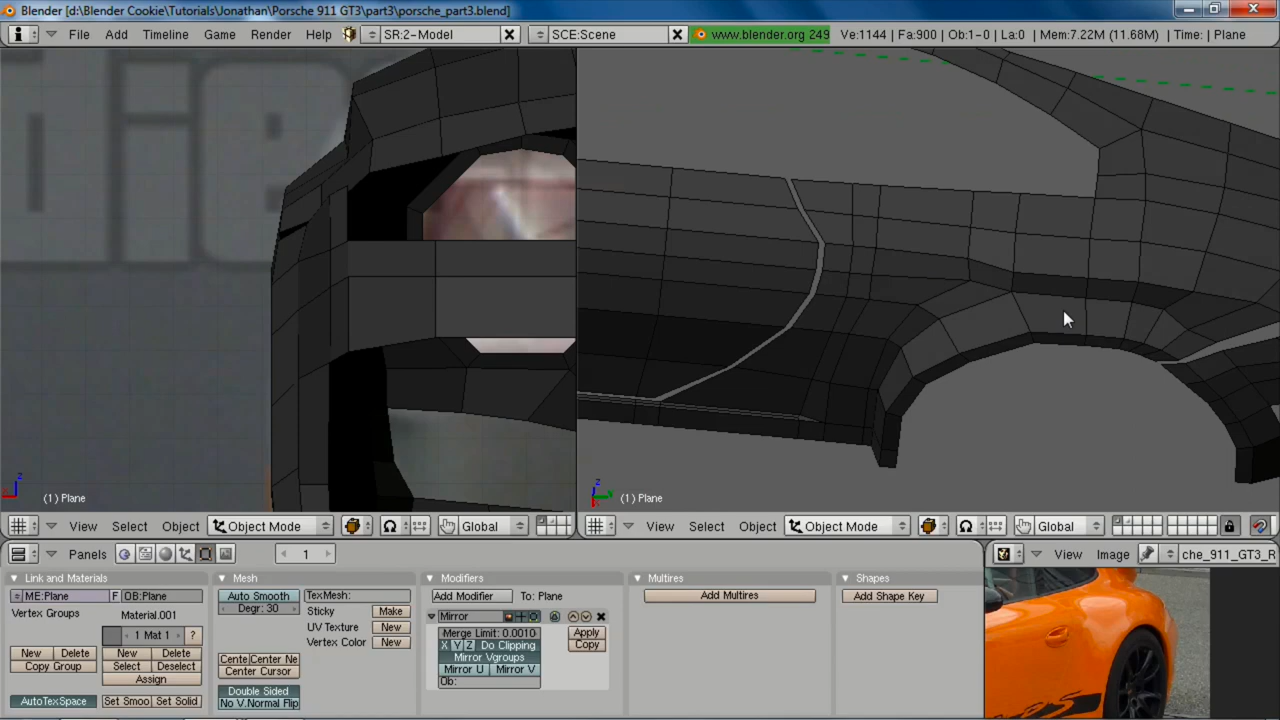 Blender [d:\Blender Cookie\Tutorials\Jonathan\Porsche 911 GT3\part3\porsche_part3.blend]
File Add Timeline Game Render Help SR:2-Model SCE:Scene www.blender.org 249 Ve:1144 | Fa:900 | Ob:1-0 | La:0 | Mem:7.22M (11.68M) | Time: | Plane
die
z
(1) Plane
z
(1) Plane
View Select Object Object Mode Global
View Select Object Object Mode Global
Panels 1
View Image che_911_GT3_R
Link and Materials
ME:Plane F OB:Plane
Vertex Groups
Material.001
1 Mat 1 ?
New Delete New Delete
Copy Group Select Deselect
Assign
AutoTexSpace Set Smoo Set Solid
Mesh
Auto Smooth
Degr: 30
TexMesh:
Sticky Make
UV Texture New
Vertex Color New
Cente Center Ne
Center Cursor
Double Sided
No V.Normal Flip
Modifiers
Add Modifier To: Plane
Mirror
Merge Limit: 0.0010 Apply
X Y Z Do Clipping Copy
Mirror Vgroups
Mirror U Mirror V
Ob:
Multires
Add Multires
Shapes
Add Shape Key